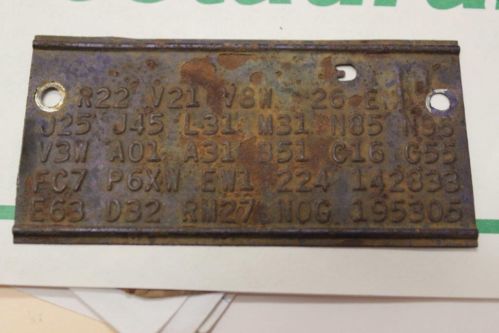 R22 V21 V8W 26
J25 J45 L31 M31 N85 N95
V3W A01 A31 B51 C16 G55
FC7 P6XW EW1 224 142838
E63 D32 RM27 N0G 195305